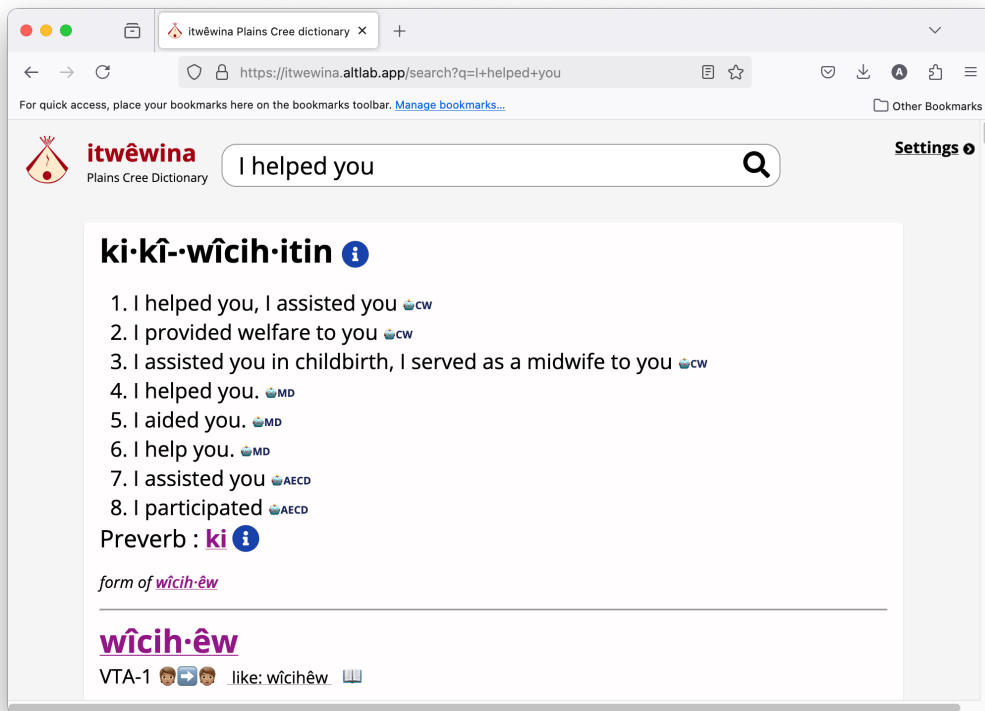 itwêwina Plains Cree dictionary
https://itwewina.altlab.app/search?q=I+helped+you
A
For quick access, place your bookmarks here on the bookmarks toolbar. Manage bookmarks...
Other Bookmarks
itwêwina
Plains Cree Dictionary
I helped you
Settings
ki·kî-·wîcih·itin
1. I helped you, I assisted you CW
2. I provided welfare to you CW
3. I assisted you in childbirth, I served as a midwife to you CW
4. I helped you. MD
5. I aided you. MD
6. I help you. MD
7. I assisted you AECD
8. I participated AECD
Preverb : ki
form of wîcih·êw
wîcih·êw
VTA-1 like: wîcihêw